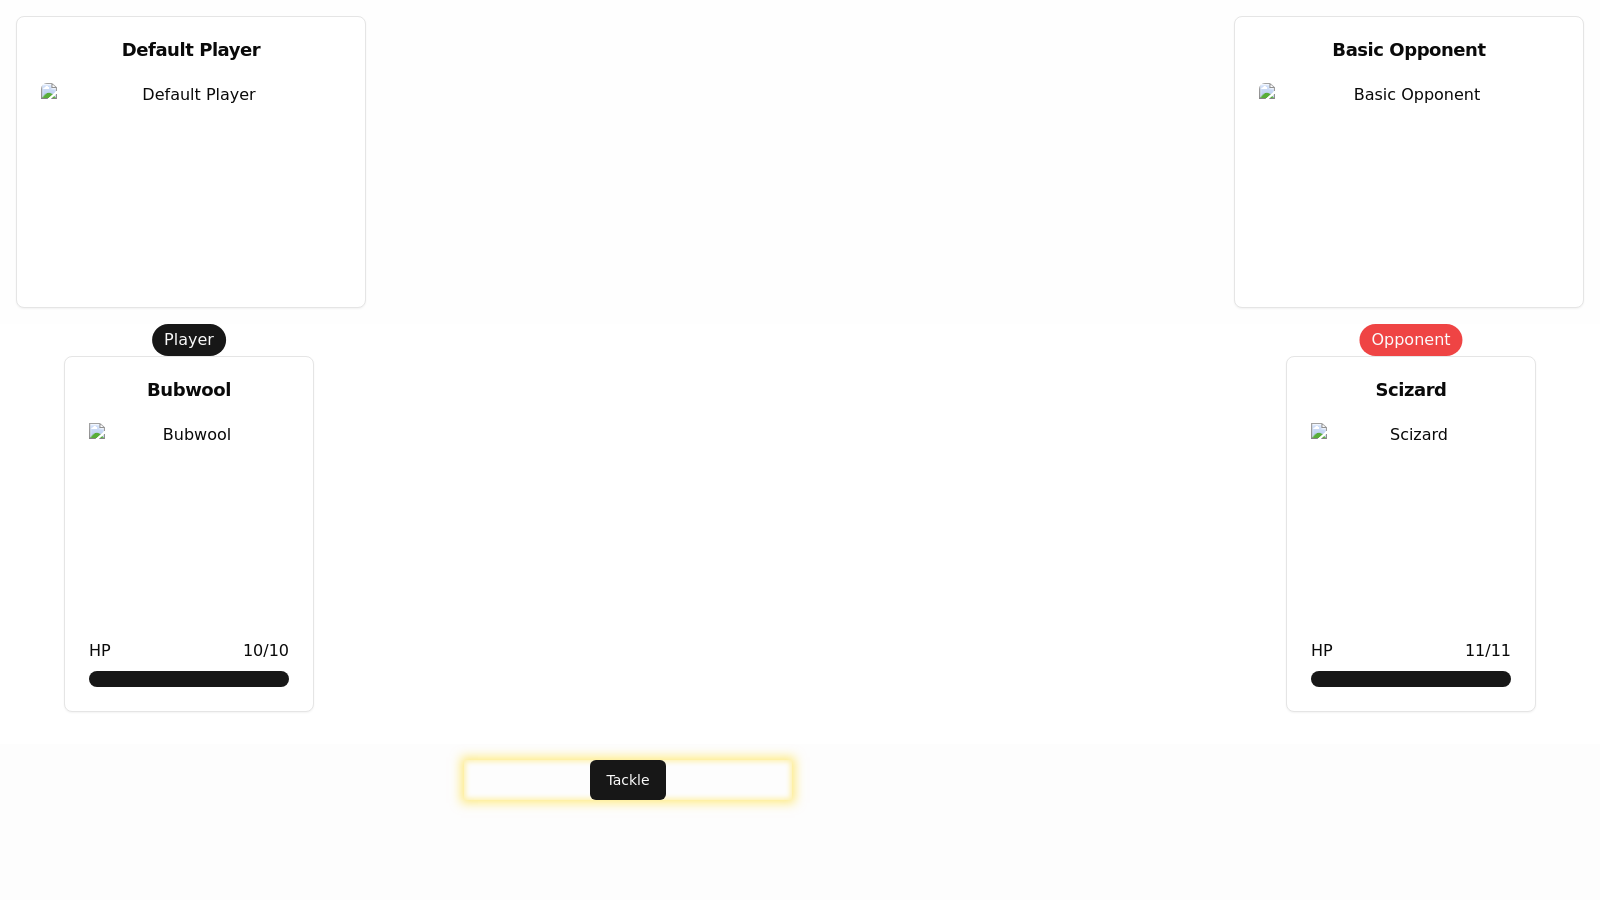 Default Player
Default Player
Basic Opponent
Basic Opponent
Player
Bubwool
Bubwool
HP 10/10
Opponent
Scizard
Scizard
HP 11/11
Tackle